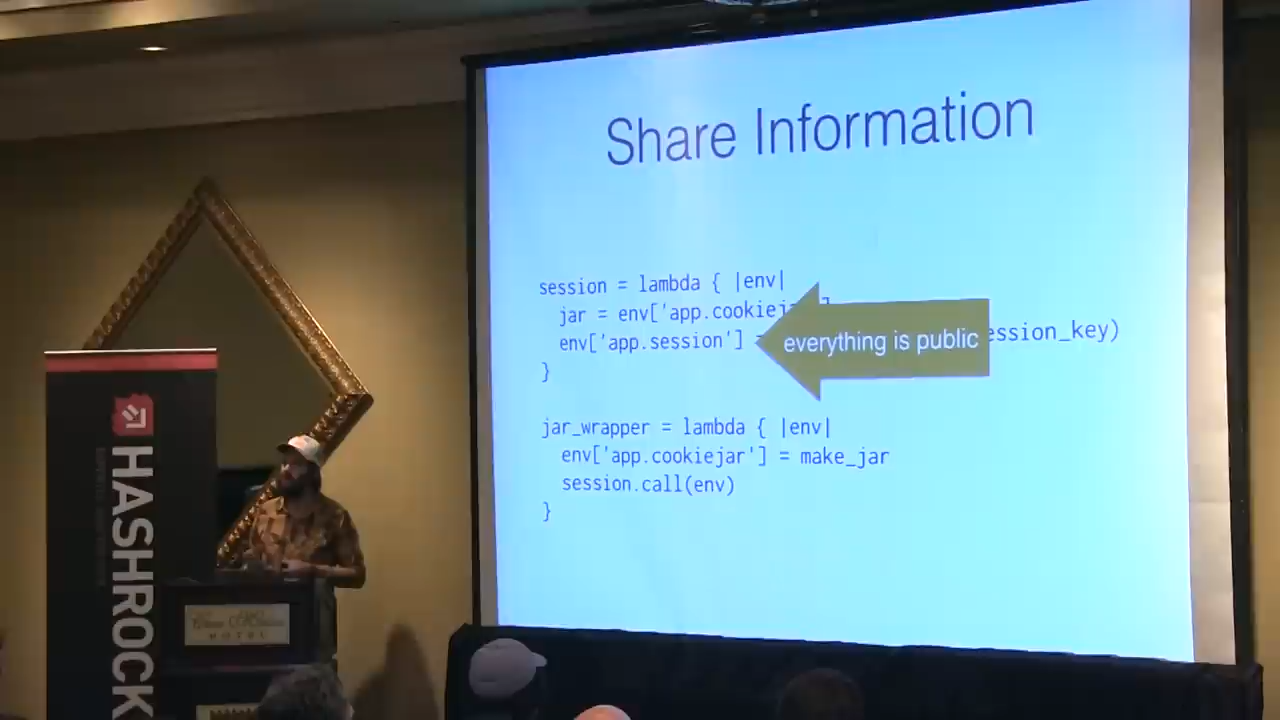 Share Information
session = lambda { |env|
jar = env['app.cookiej
env['app.session']
everything is public
ession_key)
}
jar_wrapper = lambda { |env|
env['app.cookiejar'] = make_jar
session.call(env)
}
HASHROCK
HOTEL